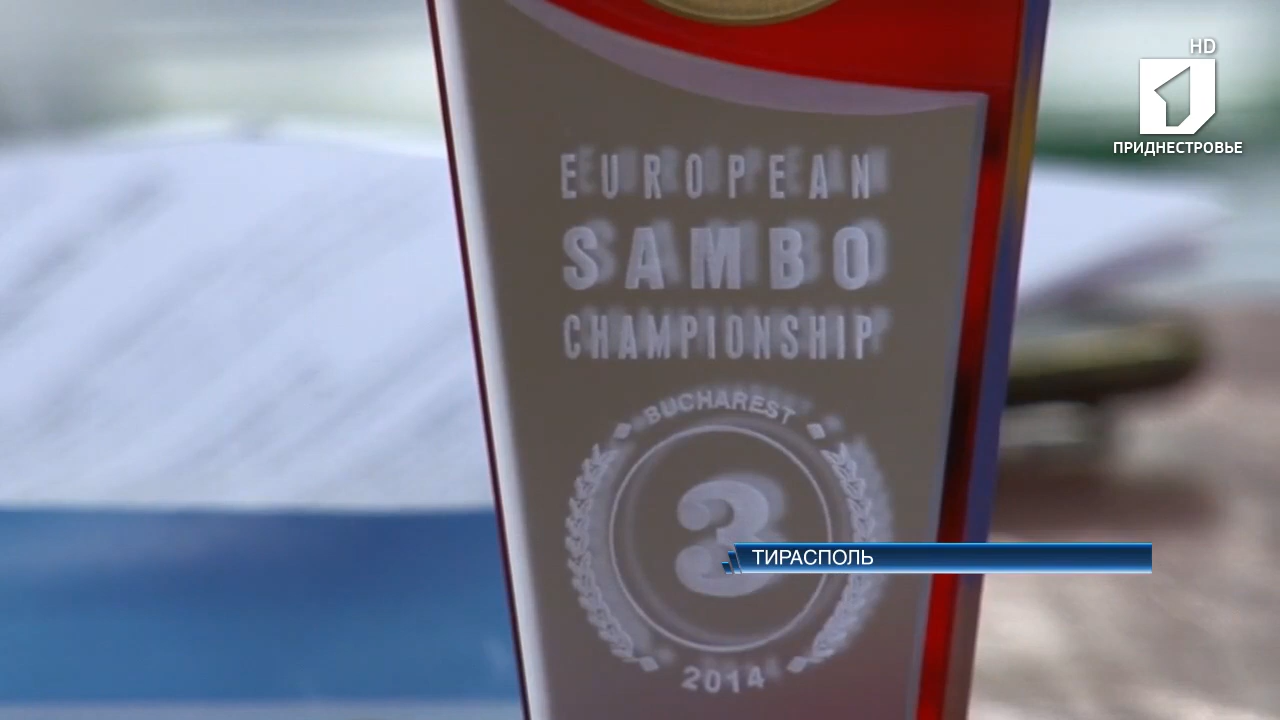 HD
ПРИДНЕСТРОВЬЕ
EUROPEAN
SAMBO
CHAMPIONSHIP
BUCHAREST
3
ТИРАСПОЛЬ
2014